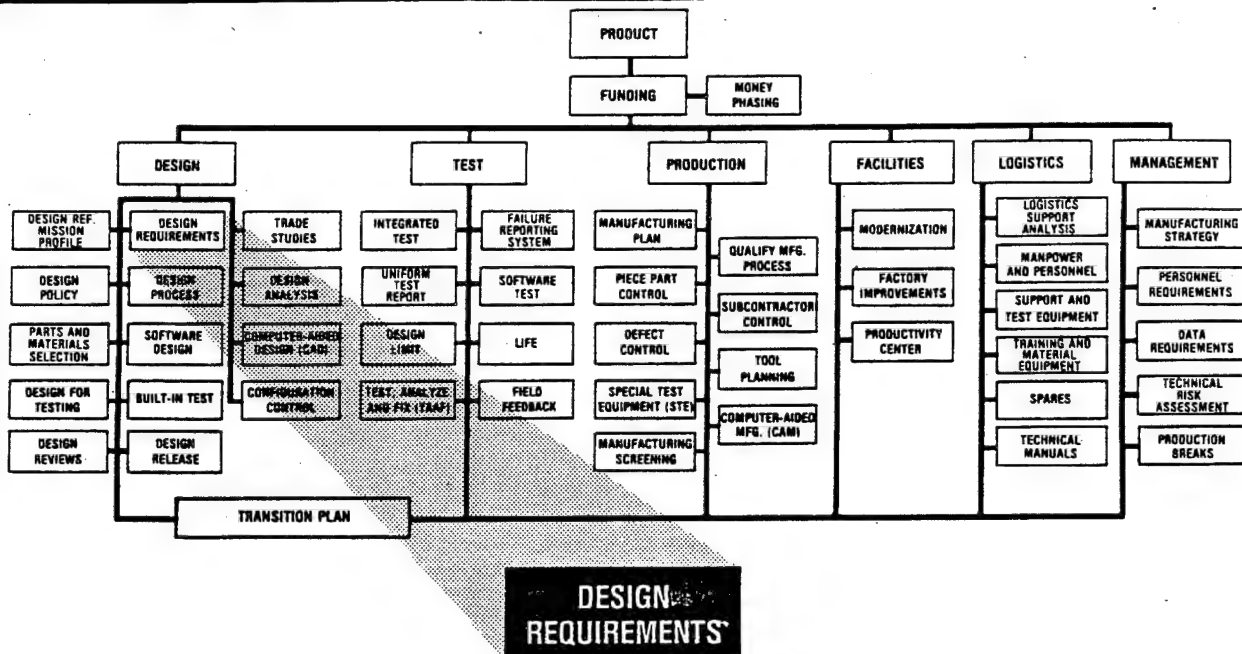 PRODUCT
FUNDING
MONEY
PHASING
DESIGN
TEST
PRODUCTION
FACILITIES
LOGISTICS
MANAGEMENT
DESIGN REF.
MISSION
PROFILE
DESIGN
REQUIREMENTS
TRADE
STUDIES
DESIGN
POLICY
DESIGN
PROCESS
DESIGN
ANALYSIS
PARTS AND
MATERIALS
SELECTION
SOFTWARE
DESIGN
COMPUTER-AIDED
DESIGN (CAD)
DESIGN FOR
TESTING
BUILT-IN TEST
CONFIGURATION
CONTROL
DESIGN
REVIEWS
DESIGN
RELEASE
INTEGRATED
TEST
FAILURE
REPORTING
SYSTEM
UNIFORM
TEST
REPORT
SOFTWARE
TEST
DESIGN
LIMIT
LIFE
TEST, ANALYZE
AND FIX (TAAF)
FIELD
FEEDBACK
MANUFACTURING
PLAN
QUALIFY MFG.
PROCESS
PIECE PART
CONTROL
SUBCONTRACTOR
CONTROL
DEFECT
CONTROL
TOOL
PLANNING
SPECIAL TEST
EQUIPMENT (STE)
COMPUTER-AIDED
MFG. (CAM)
MANUFACTURING
SCREENING
MODERNIZATION
FACTORY
IMPROVEMENTS
PRODUCTIVITY
CENTER
LOGISTICS
SUPPORT
ANALYSIS
MANPOWER
AND PERSONNEL
SUPPORT AND
TEST EQUIPMENT
TRAINING AND
MATERIAL
EQUIPMENT
SPARES
TECHNICAL
MANUALS
MANUFACTURING
STRATEGY
PERSONNEL
REQUIREMENTS
DATA
REQUIREMENTS
TECHNICAL
RISK
ASSESSMENT
PRODUCTION
BREAKS
TRANSITION PLAN
DESIGN
REQUIREMENTS